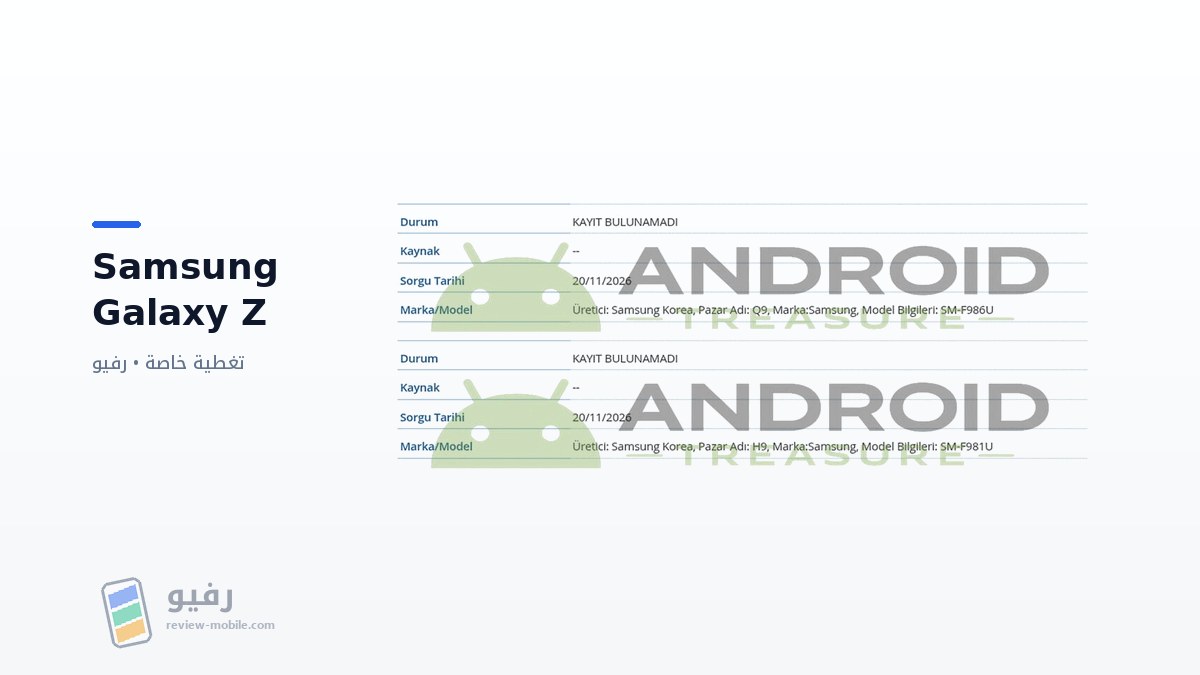 Samsung
Galaxy Z
تغطية خاصة • رفيو
Durum KAYIT BULUNAMADI
Kaynak --
Sorgu Tarihi 20/11/2026
Marka/Model Üretici: Samsung Korea, Pazar Adı: Q9, Marka:Samsung, Model Bilgileri: SM-F986U
ANDROID
TREASURE
Durum KAYIT BULUNAMADI
Kaynak --
Sorgu Tarihi 20/11/2026
Marka/Model Üretici: Samsung Korea, Pazar Adı: H9, Marka:Samsung, Model Bilgileri: SM-F981U
ANDROID
TREASURE
رفيو
review-mobile.com